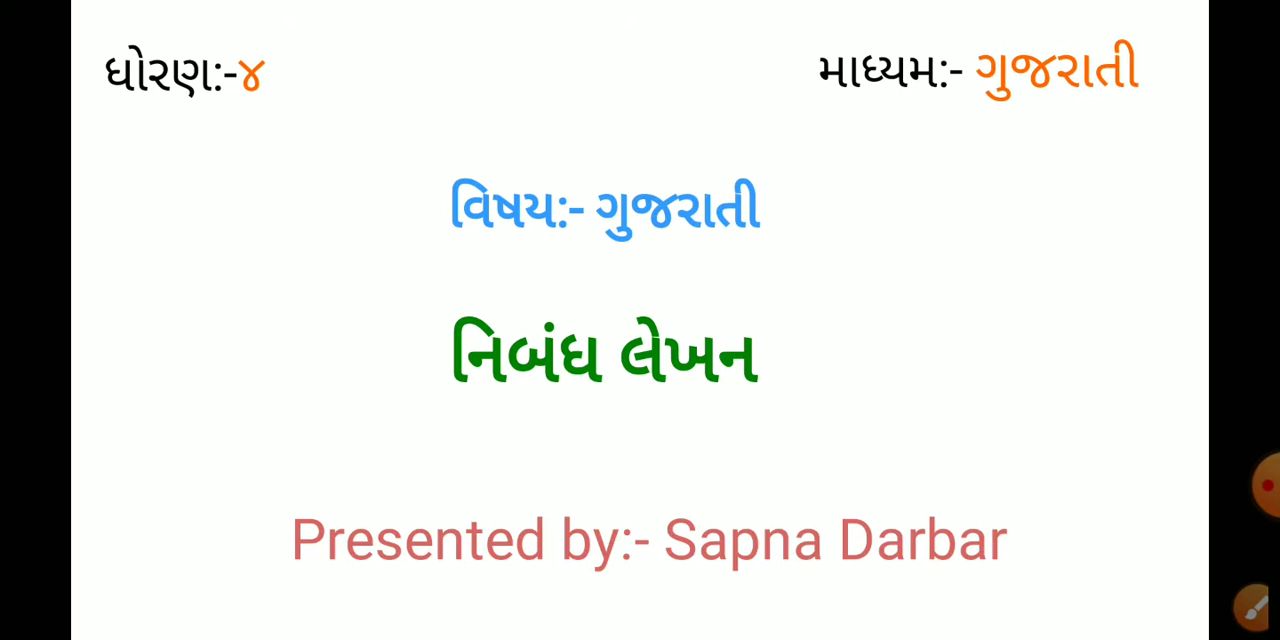 ધોરણ:-૪
માધ્યમ:- ગુજરાતી
વિષય:- ગુજરાતી
નિબંધ લેખન
Presented by:- Sapna Darbar